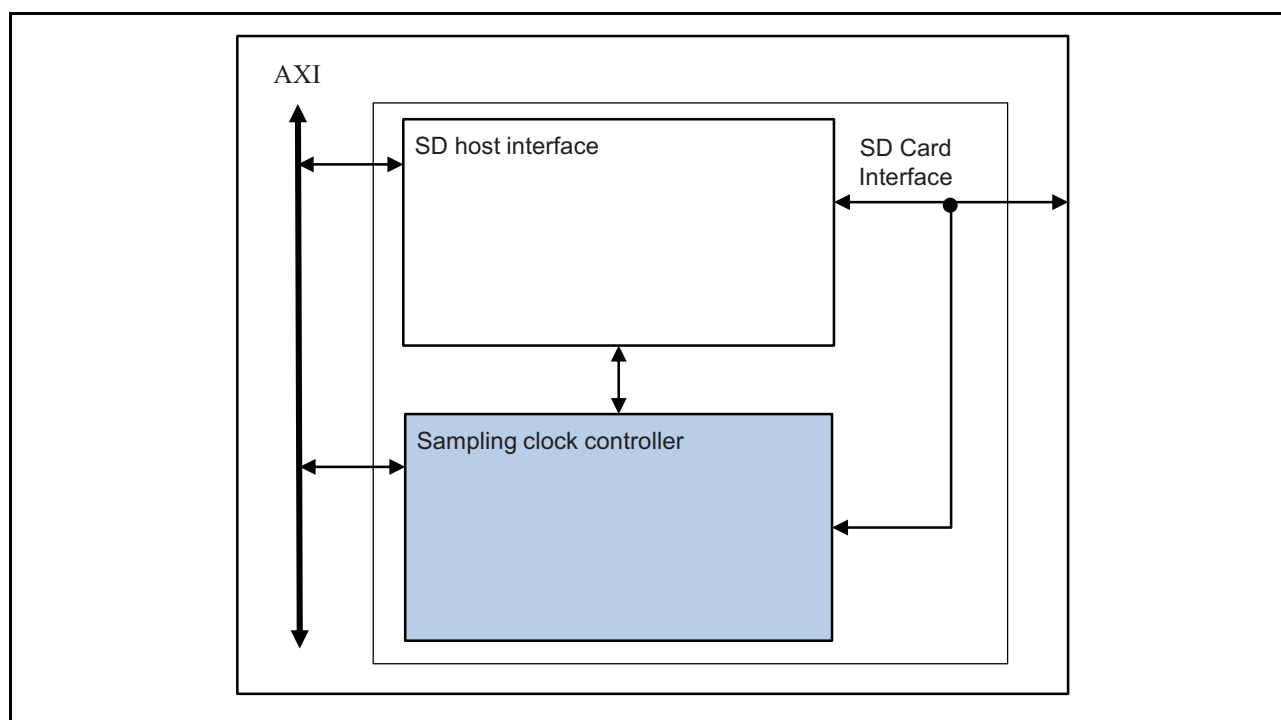 AXI
SD host interface
SD Card
Interface
Sampling clock controller